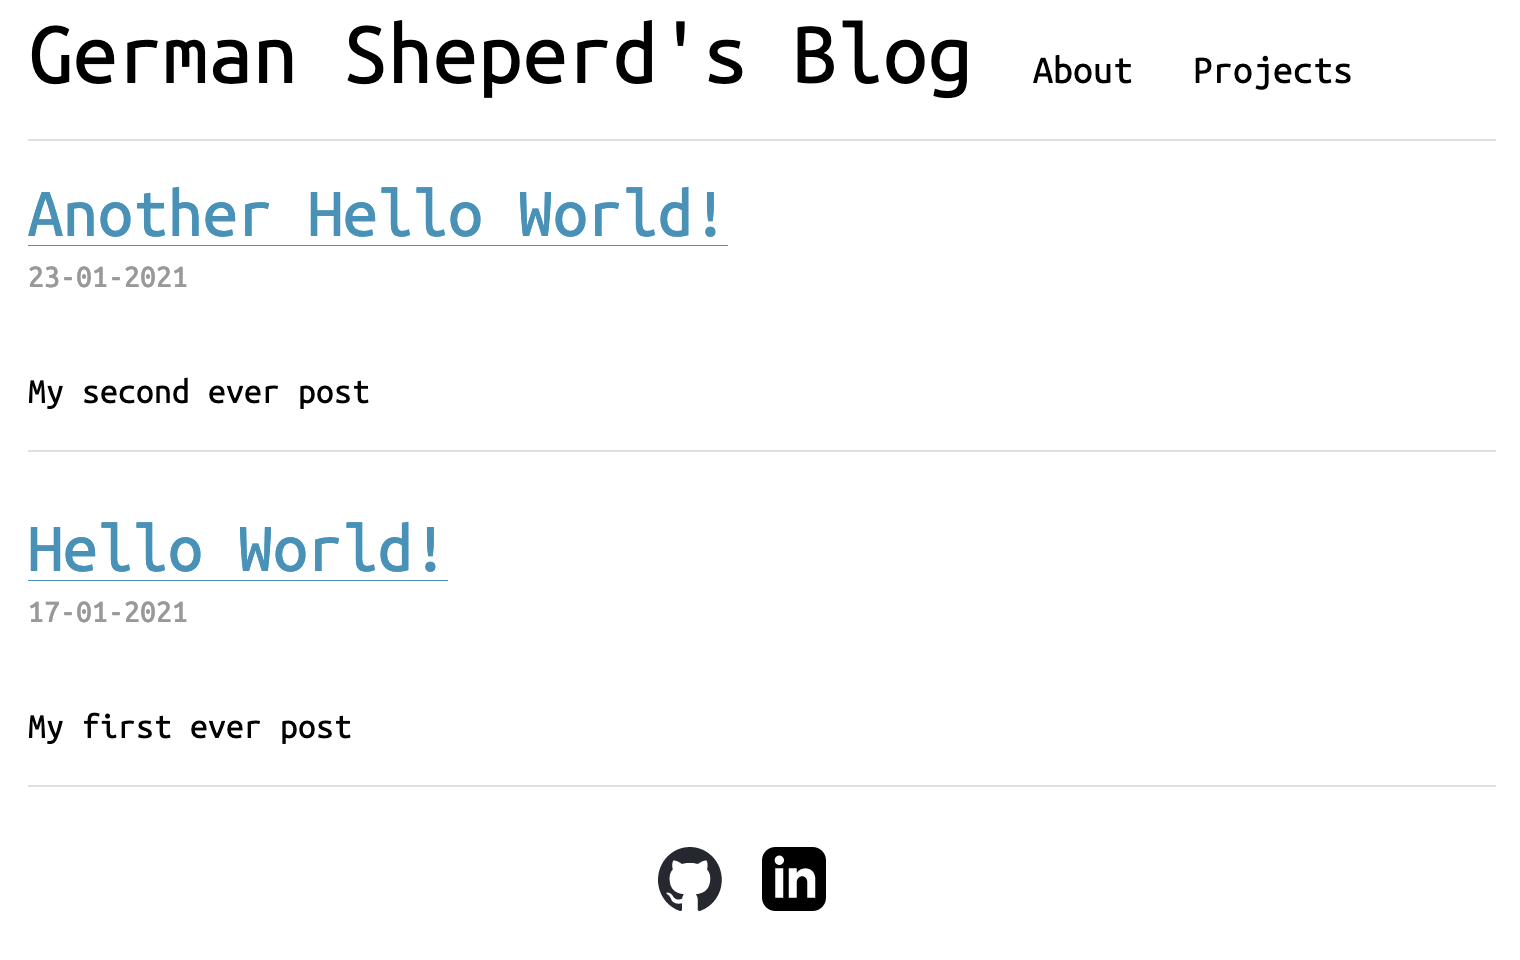 German Sheperd's Blog About Projects
Another Hello World!
23-01-2021
My second ever post
Hello World!
17-01-2021
My first ever post
in